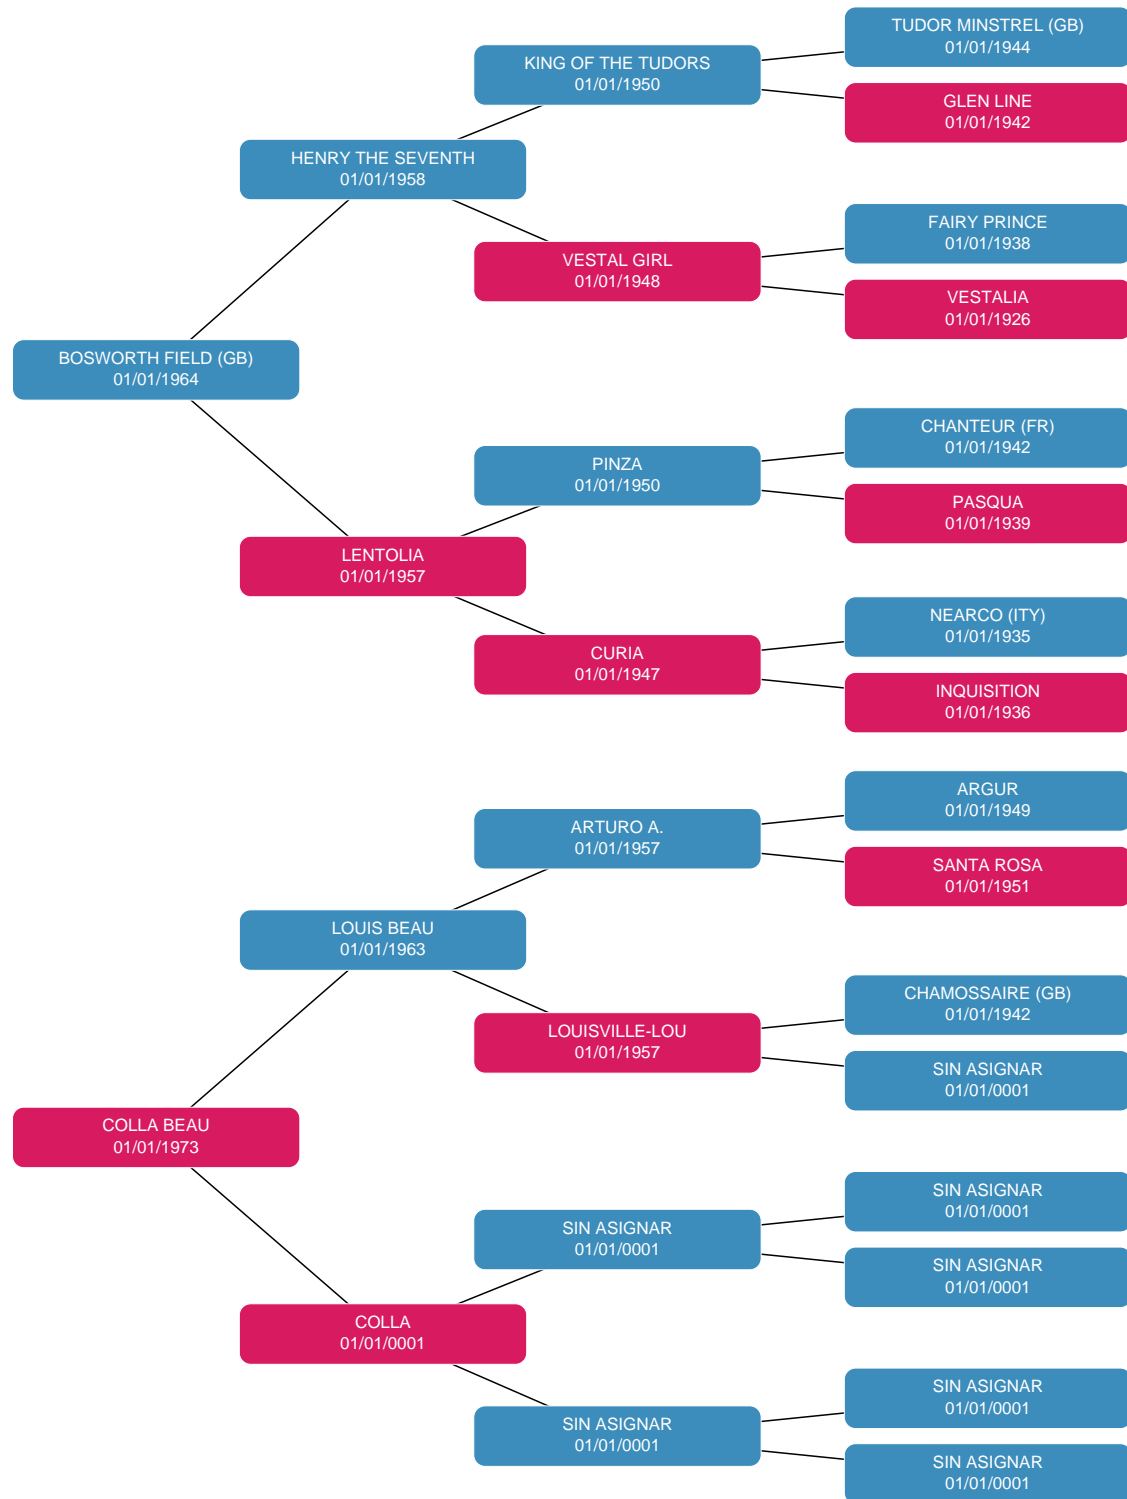 TUDOR MINSTREL (GB)
01/01/1944
KING OF THE TUDORS
01/01/1950
GLEN LINE
01/01/1942
HENRY THE SEVENTH
01/01/1958
FAIRY PRINCE
01/01/1938
VESTAL GIRL
01/01/1948
VESTALIA
01/01/1926
BOSWORTH FIELD (GB)
01/01/1964
CHANTEUR (FR)
01/01/1942
PINZA
01/01/1950
PASQUA
01/01/1939
LENTOLIA
01/01/1957
NEARCO (ITY)
01/01/1935
CURIA
01/01/1947
INQUISITION
01/01/1936
ARGUR
01/01/1949
ARTURO A.
01/01/1957
SANTA ROSA
01/01/1951
LOUIS BEAU
01/01/1963
CHAMOSSAIRE (GB)
01/01/1942
LOUISVILLE-LOU
01/01/1957
SIN ASIGNAR
01/01/0001
COLLA BEAU
01/01/1973
SIN ASIGNAR
01/01/0001
SIN ASIGNAR
01/01/0001
SIN ASIGNAR
01/01/0001
COLLA
01/01/0001
SIN ASIGNAR
01/01/0001
SIN ASIGNAR
01/01/0001
SIN ASIGNAR
01/01/0001